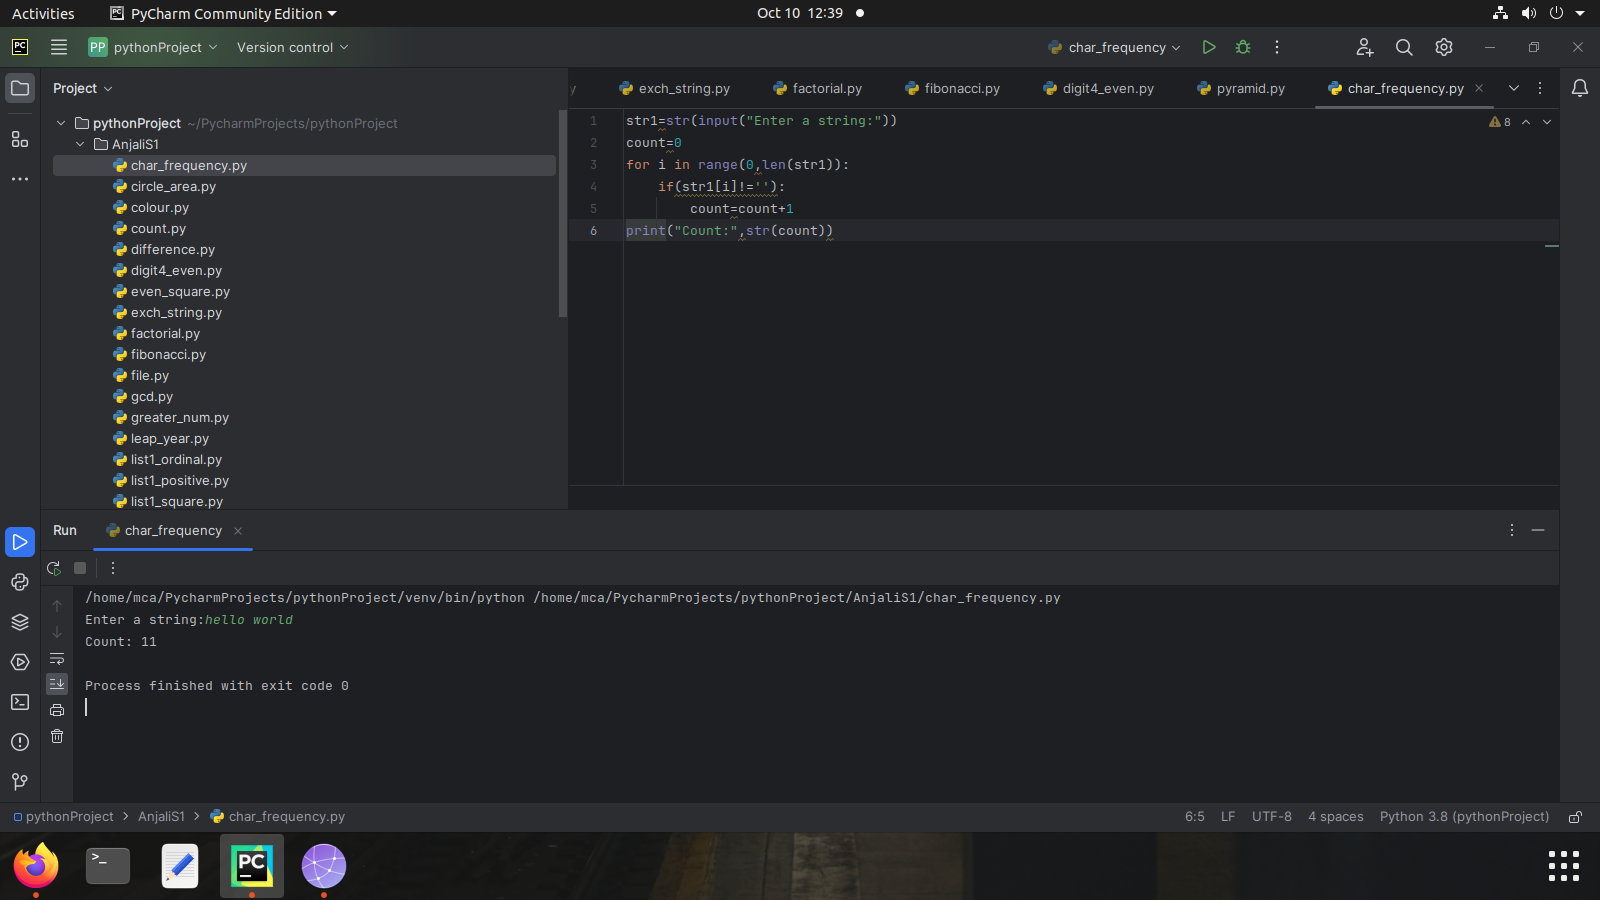 Activities PyCharm Community Edition Oct 10 12:39
PC PP pythonProject Version control char_frequency
Project
y exch_string.py factorial.py fibonacci.py digit4_even.py pyramid.py char_frequency.py
pythonProject ~/PycharmProjects/pythonProject
AnjaliS1
char_frequency.py
circle_area.py
colour.py
count.py
difference.py
digit4_even.py
even_square.py
exch_string.py
factorial.py
fibonacci.py
file.py
gcd.py
greater_num.py
leap_year.py
list1_ordinal.py
list1_positive.py
list1_square.py
8
1 str1=str(input("Enter a string:"))
2 count=0
3 for i in range(0,len(str1)):
4 if(str1[i]!=''):
5 count=count+1
6 print("Count:",str(count))
Run char_frequency
/home/mca/PycharmProjects/pythonProject/venv/bin/python /home/mca/PycharmProjects/pythonProject/AnjaliS1/char_frequency.py
Enter a string:hello world
Count: 11
Process finished with exit code 0
pythonProject > AnjaliS1 > char_frequency.py 6:5 LF UTF-8 4 spaces Python 3.8 (pythonProject)
>_ PC